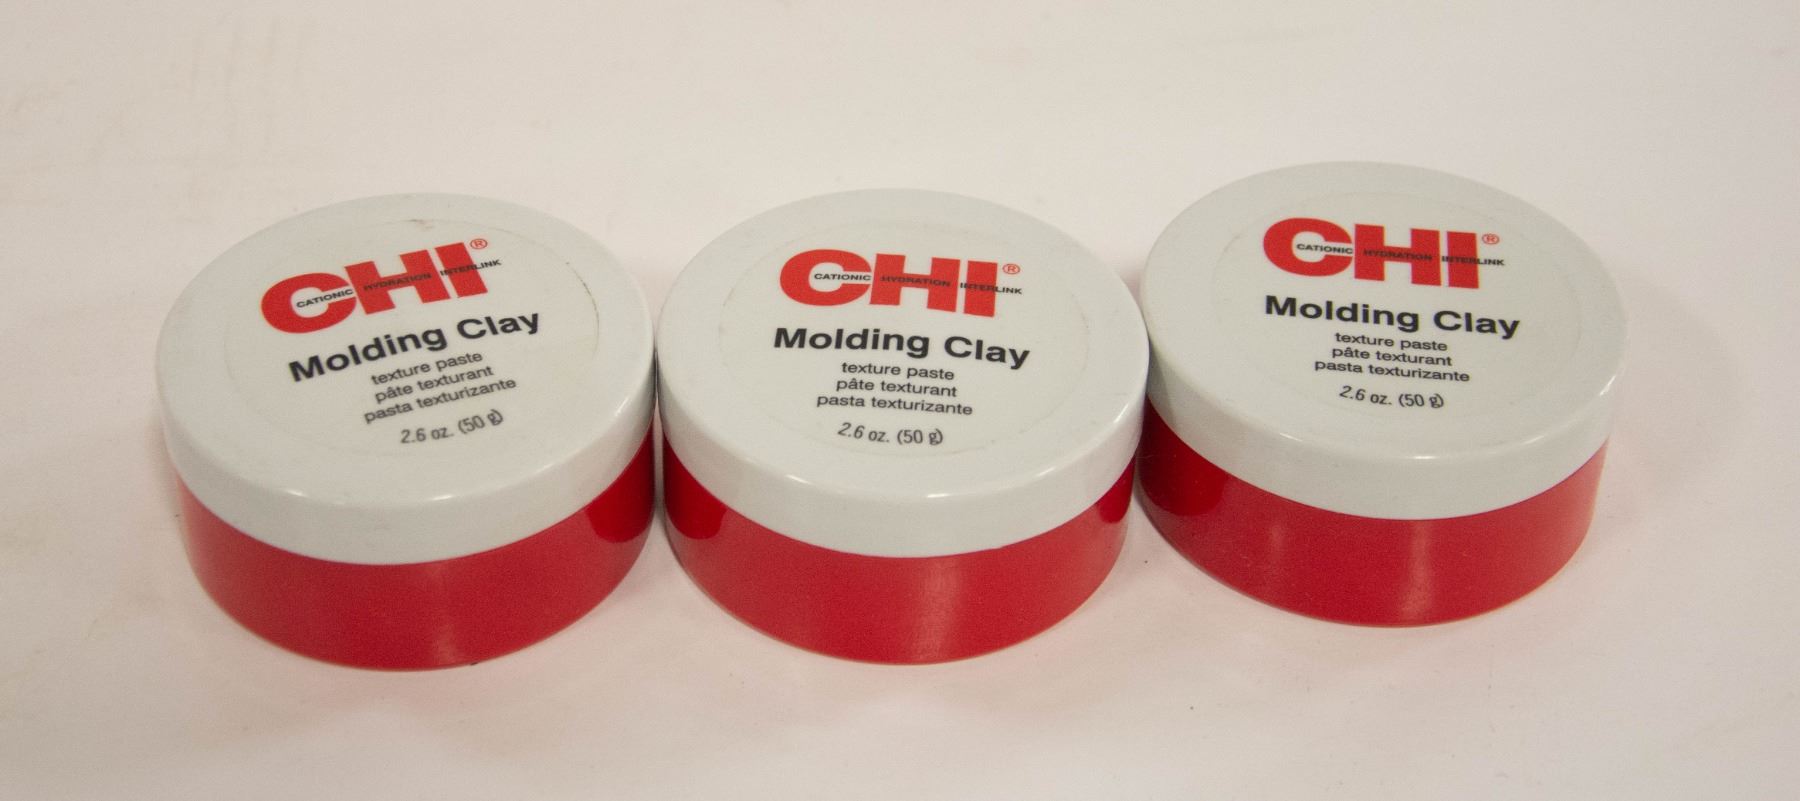 CHI®
CATIONIC HYDRATION INTERLINK
Molding Clay
texture paste
pâte texturant
pasta texturizante
2.6 oz. (50 g)
CHI®
CATIONIC HYDRATION INTERLINK
Molding Clay
texture paste
pâte texturant
pasta texturizante
2.6 oz. (50 g)
CHI®
CATIONIC HYDRATION INTERLINK
Molding Clay
texture paste
pâte texturant
pasta texturizante
2.6 oz. (50 g)